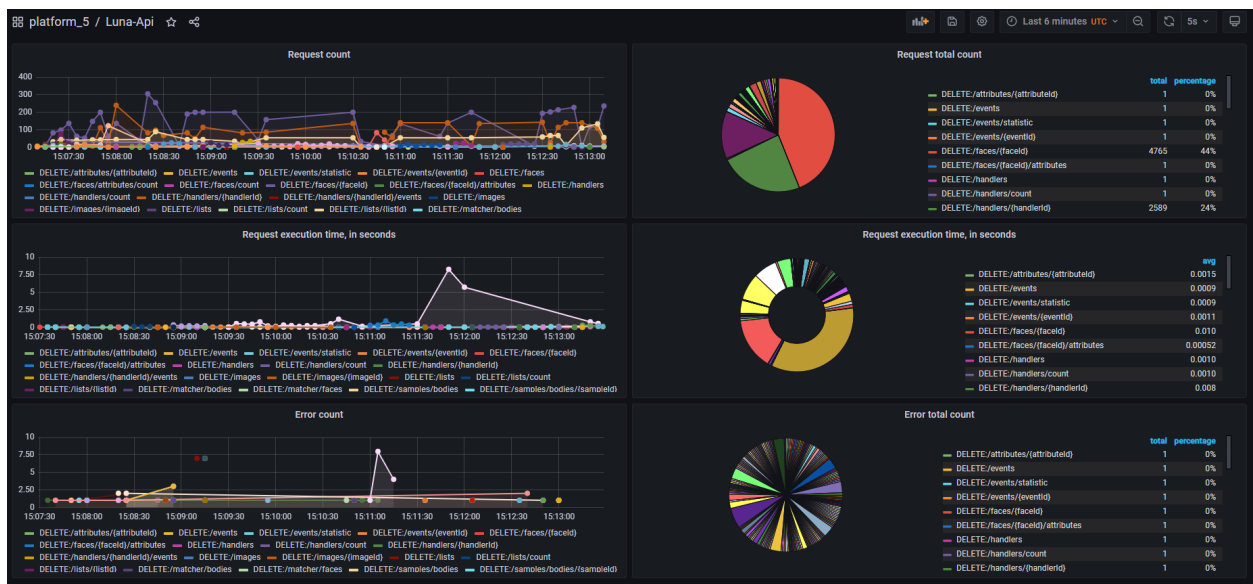 platform_5 / Luna-Api
Last 6 minutes UTC
5s
Request count
400
300
200
100
0
15:07:30 15:08:00 15:08:30 15:09:00 15:09:30 15:10:00 15:10:30 15:11:00 15:11:30 15:12:00 15:12:30 15:13:00
DELETE:/attributes/{attributeId} DELETE:/events DELETE:/events/statistic DELETE:/events/{eventId} DELETE:/faces
DELETE:/faces/attributes/count DELETE:/faces/count DELETE:/faces/{faceId} DELETE:/faces/{faceId}/attributes DELETE:/handlers
DELETE:/handlers/count DELETE:/handlers/{handlerId} DELETE:/handlers/{handlerId}/events DELETE:/images
DELETE:/images/{imageId} DELETE:/lists DELETE:/lists/count DELETE:/lists/{listId} DELETE:/matcher/bodies
Request total count
total percentage
DELETE:/attributes/{attributeId} 1 0%
DELETE:/events 1 0%
DELETE:/events/statistic 1 0%
DELETE:/events/{eventId} 1 0%
DELETE:/faces/{faceId} 4765 44%
DELETE:/faces/{faceId}/attributes 1 0%
DELETE:/handlers 1 0%
DELETE:/handlers/count 1 0%
DELETE:/handlers/{handlerId} 2589 24%
Request execution time, in seconds
10
7.50
5
2.50
0
15:07:30 15:08:00 15:08:30 15:09:00 15:09:30 15:10:00 15:10:30 15:11:00 15:11:30 15:12:00 15:12:30 15:13:00
DELETE:/attributes/{attributeId} DELETE:/events DELETE:/events/statistic DELETE:/events/{eventId} DELETE:/faces/{faceId}
DELETE:/faces/{faceId}/attributes DELETE:/handlers DELETE:/handlers/count DELETE:/handlers/{handlerId}
DELETE:/handlers/{handlerId}/events DELETE:/images DELETE:/images/{imageId} DELETE:/lists DELETE:/lists/count
DELETE:/lists/{listId} DELETE:/matcher/bodies DELETE:/matcher/faces DELETE:/samples/bodies DELETE:/samples/bodies/{sampleId}
Request execution time, in seconds
avg
DELETE:/attributes/{attributeId} 0.0015
DELETE:/events 0.0009
DELETE:/events/statistic 0.0009
DELETE:/events/{eventId} 0.0011
DELETE:/faces/{faceId} 0.010
DELETE:/faces/{faceId}/attributes 0.00052
DELETE:/handlers 0.0010
DELETE:/handlers/count 0.0010
DELETE:/handlers/{handlerId} 0.008
Error count
10
7.50
5
2.50
0
15:07:30 15:08:00 15:08:30 15:09:00 15:09:30 15:10:00 15:10:30 15:11:00 15:11:30 15:12:00 15:12:30 15:13:00
DELETE:/attributes/{attributeId} DELETE:/events DELETE:/events/statistic DELETE:/events/{eventId} DELETE:/faces/{faceId}
DELETE:/faces/{faceId}/attributes DELETE:/handlers DELETE:/handlers/count DELETE:/handlers/{handlerId}
DELETE:/handlers/{handlerId}/events DELETE:/images DELETE:/images/{imageId} DELETE:/lists DELETE:/lists/count
DELETE:/lists/{listId} DELETE:/matcher/bodies DELETE:/matcher/faces DELETE:/samples/bodies DELETE:/samples/bodies/{sampleId}
Error total count
total percentage
DELETE:/attributes/{attributeId} 1 0%
DELETE:/events 1 0%
DELETE:/events/statistic 1 0%
DELETE:/events/{eventId} 1 0%
DELETE:/faces/{faceId} 1 0%
DELETE:/faces/{faceId}/attributes 1 0%
DELETE:/handlers 1 0%
DELETE:/handlers/count 1 0%
DELETE:/handlers/{handlerId} 1 0%